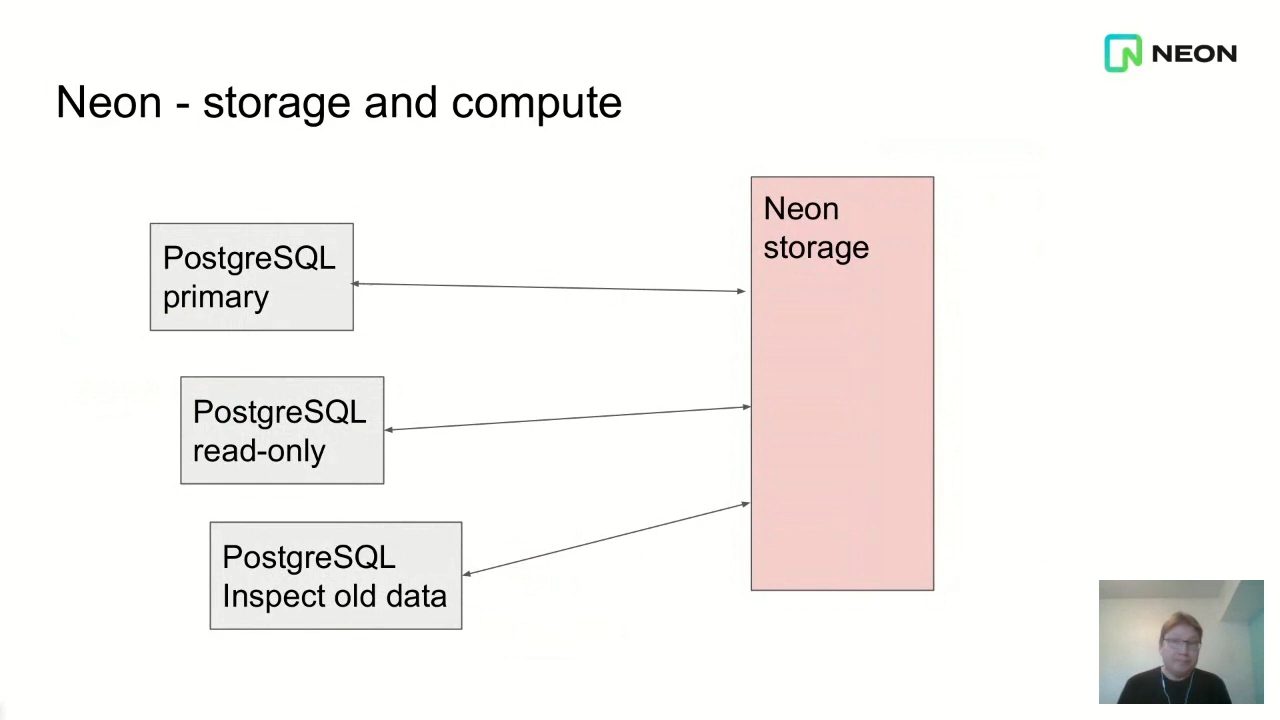 NEON
Neon - storage and compute
PostgreSQL
primary
Neon
storage
PostgreSQL
read-only
PostgreSQL
Inspect old data